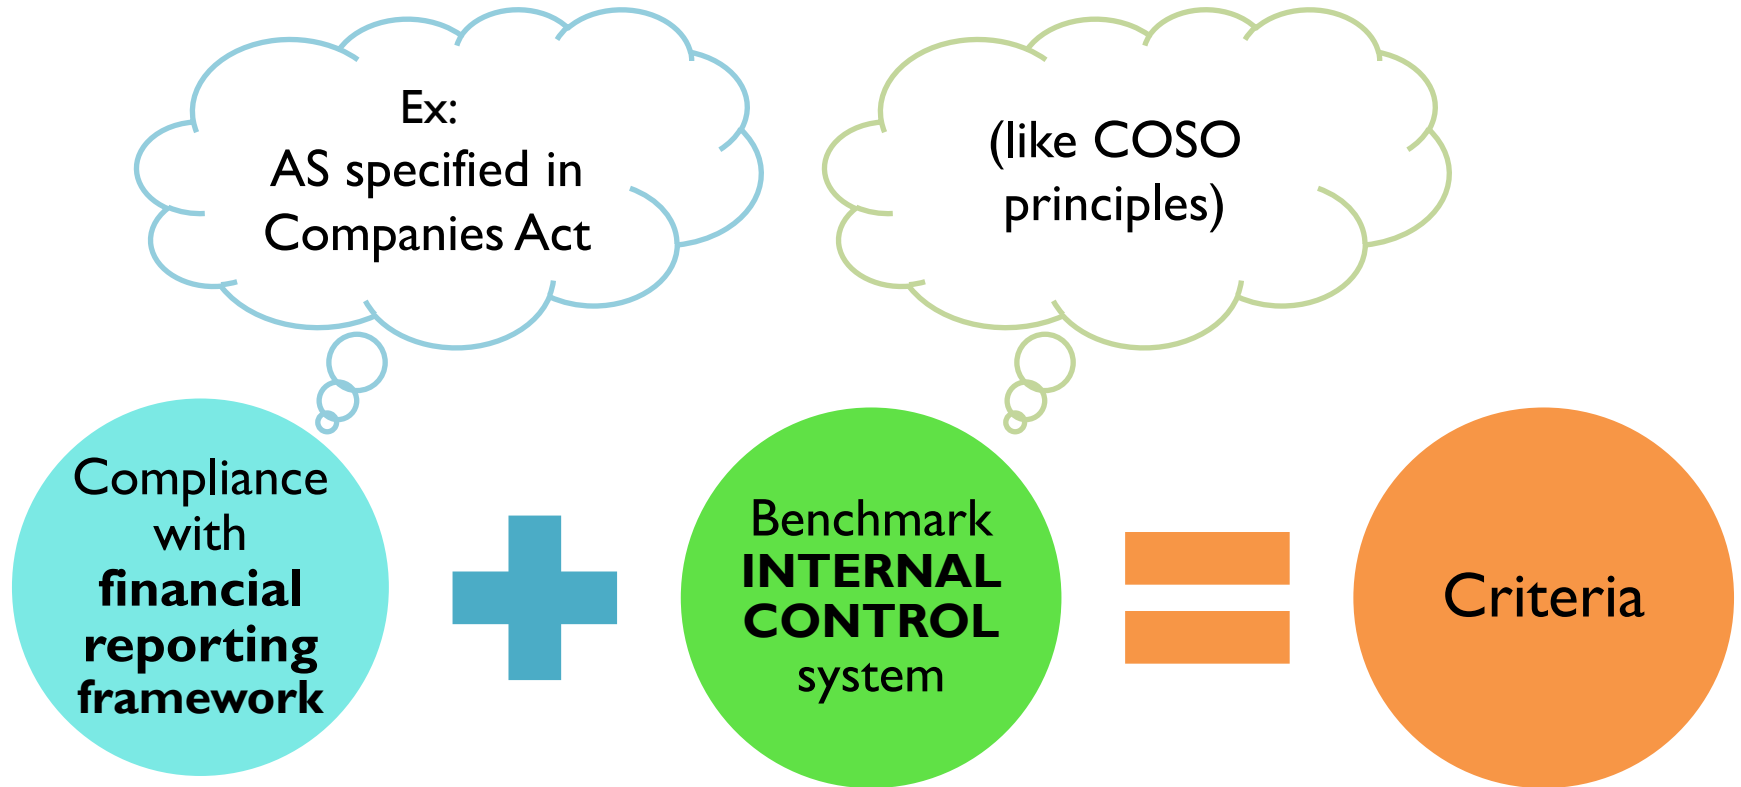 Ex:
AS specified in
Companies Act
(like COSO
principles)
Compliance
with
financial
reporting
framework
Benchmark
INTERNAL
CONTROL
system
Criteria